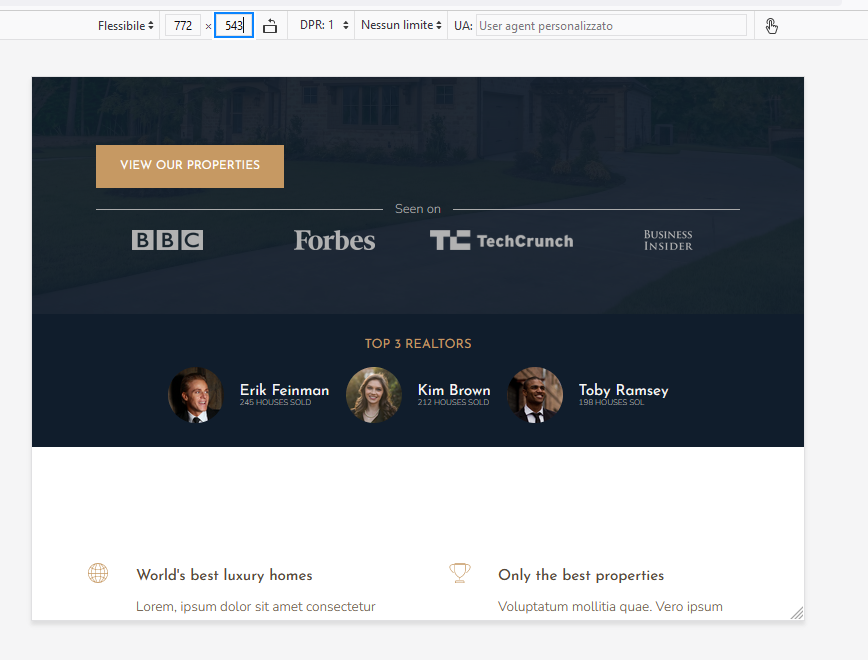 Flessibile 772 × 543 DPR: 1 Nessun limite UA: User agent personalizzato
VIEW OUR PROPERTIES
Seen on
BBC Forbes TC TechCrunch BUSINESS
INSIDER
TOP 3 REALTORS
Erik Feinman Kim Brown Toby Ramsey
245 HOUSES SOLD 212 HOUSES SOLD 198 HOUSES SOL
World's best luxury homes Only the best properties
Lorem, ipsum dolor sit amet consectetur Voluptatum mollitia quae. Vero ipsum